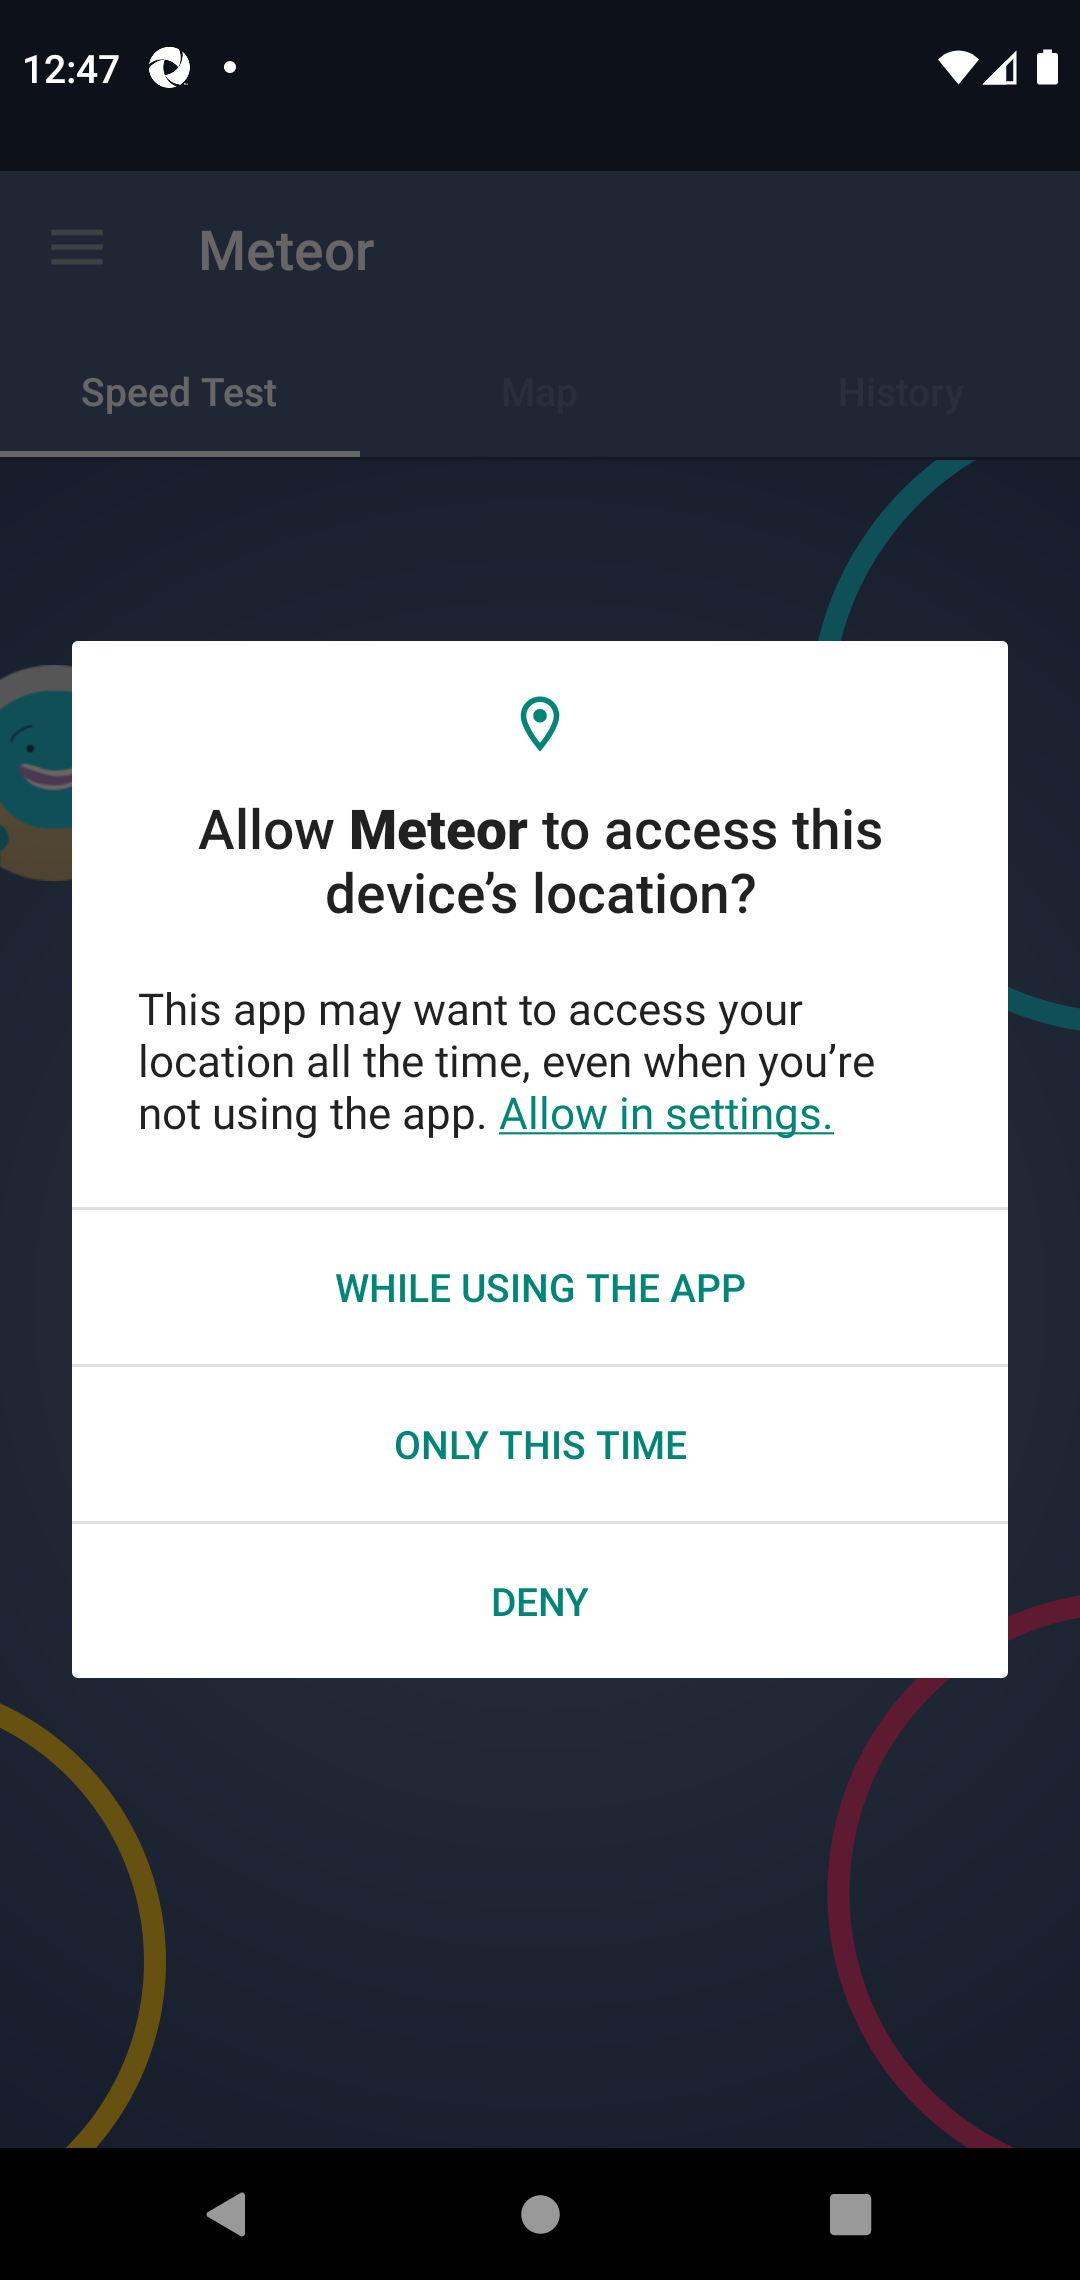 12:47
Meteor
Speed Test Map History
Allow Meteor to access this
device’s location?
This app may want to access your
location all the time, even when you’re
not using the app. Allow in settings.
WHILE USING THE APP
ONLY THIS TIME
DENY